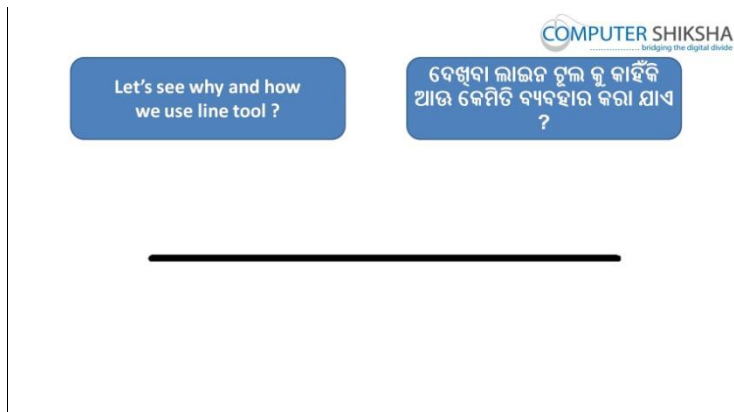 COMPUTER SHIKSHA
bridging the digital divide
Let's see why and how
we use line tool ?
ଦେଖିବା ଲାଇନ ଟୁଲ କୁ କାହିଁକି
ଆଉ କେମିତି ବ୍ୟବହାର କରା ଯାଏ
?